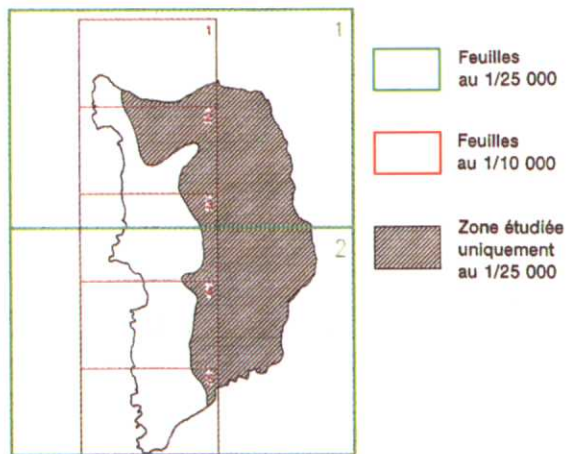 1
1
2
Feuilles
au 1/25 000
Feuilles
au 1/10 000
Zone étudiée
uniquement
au 1/25 000